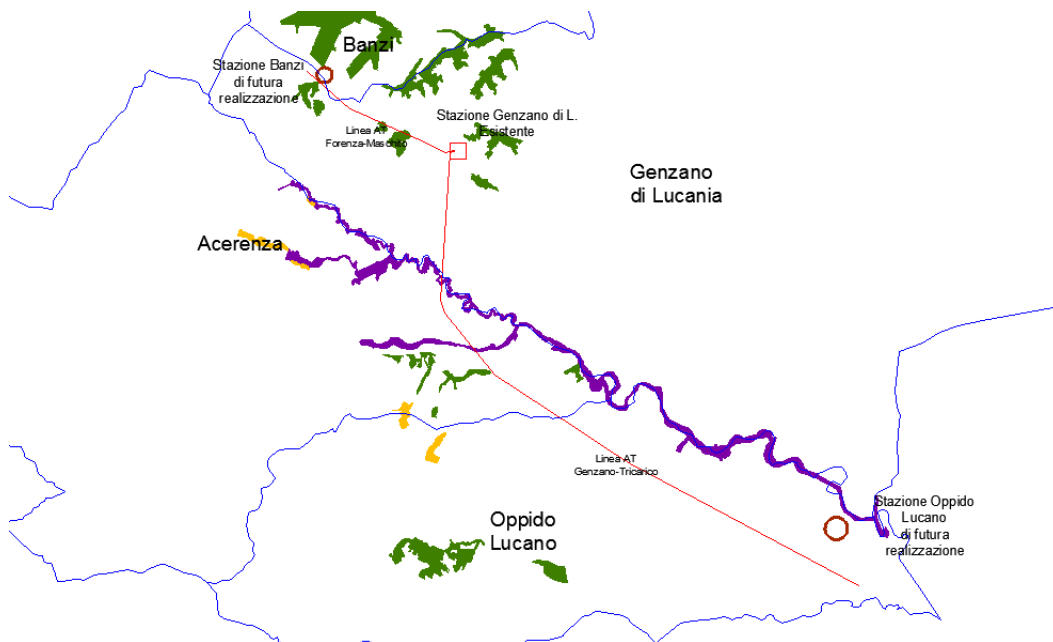 Banzi
Stazione Banzi
di futura
realizzazione
Stazione Genzano di L.
Esistente
Linea AT
Forenza-Maschito
Genzano
di Lucania
Acerenza
Linea AT
Genzano-Tricarico
Stazione Oppido
Lucano
di futura
realizzazione
Oppido
Lucano